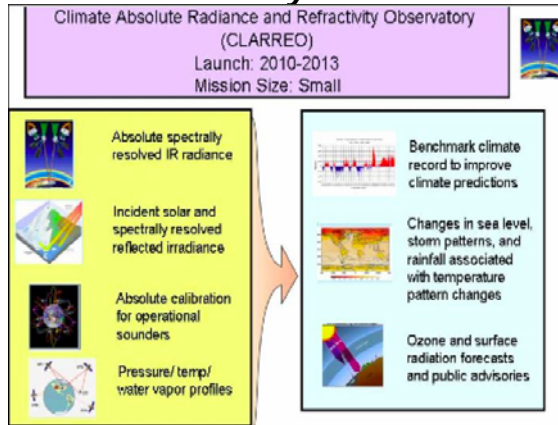 Climate Absolute Radiance and Refractivity Observatory
(CLARREO)
Launch: 2010-2013
Mission Size: Small
Absolute spectrally
resolved IR radiance
Incident solar and
spectrally resolved
reflected irradiance
Absolute calibration
for operational
sounders
Pressure/ temp/
water vapor profiles
Benchmark climate
record to improve
climate predictions
Changes in sea level,
storm patterns, and
rainfall associated
with temperature
pattern changes
Ozone and surface
radiation forecasts
and public advisories